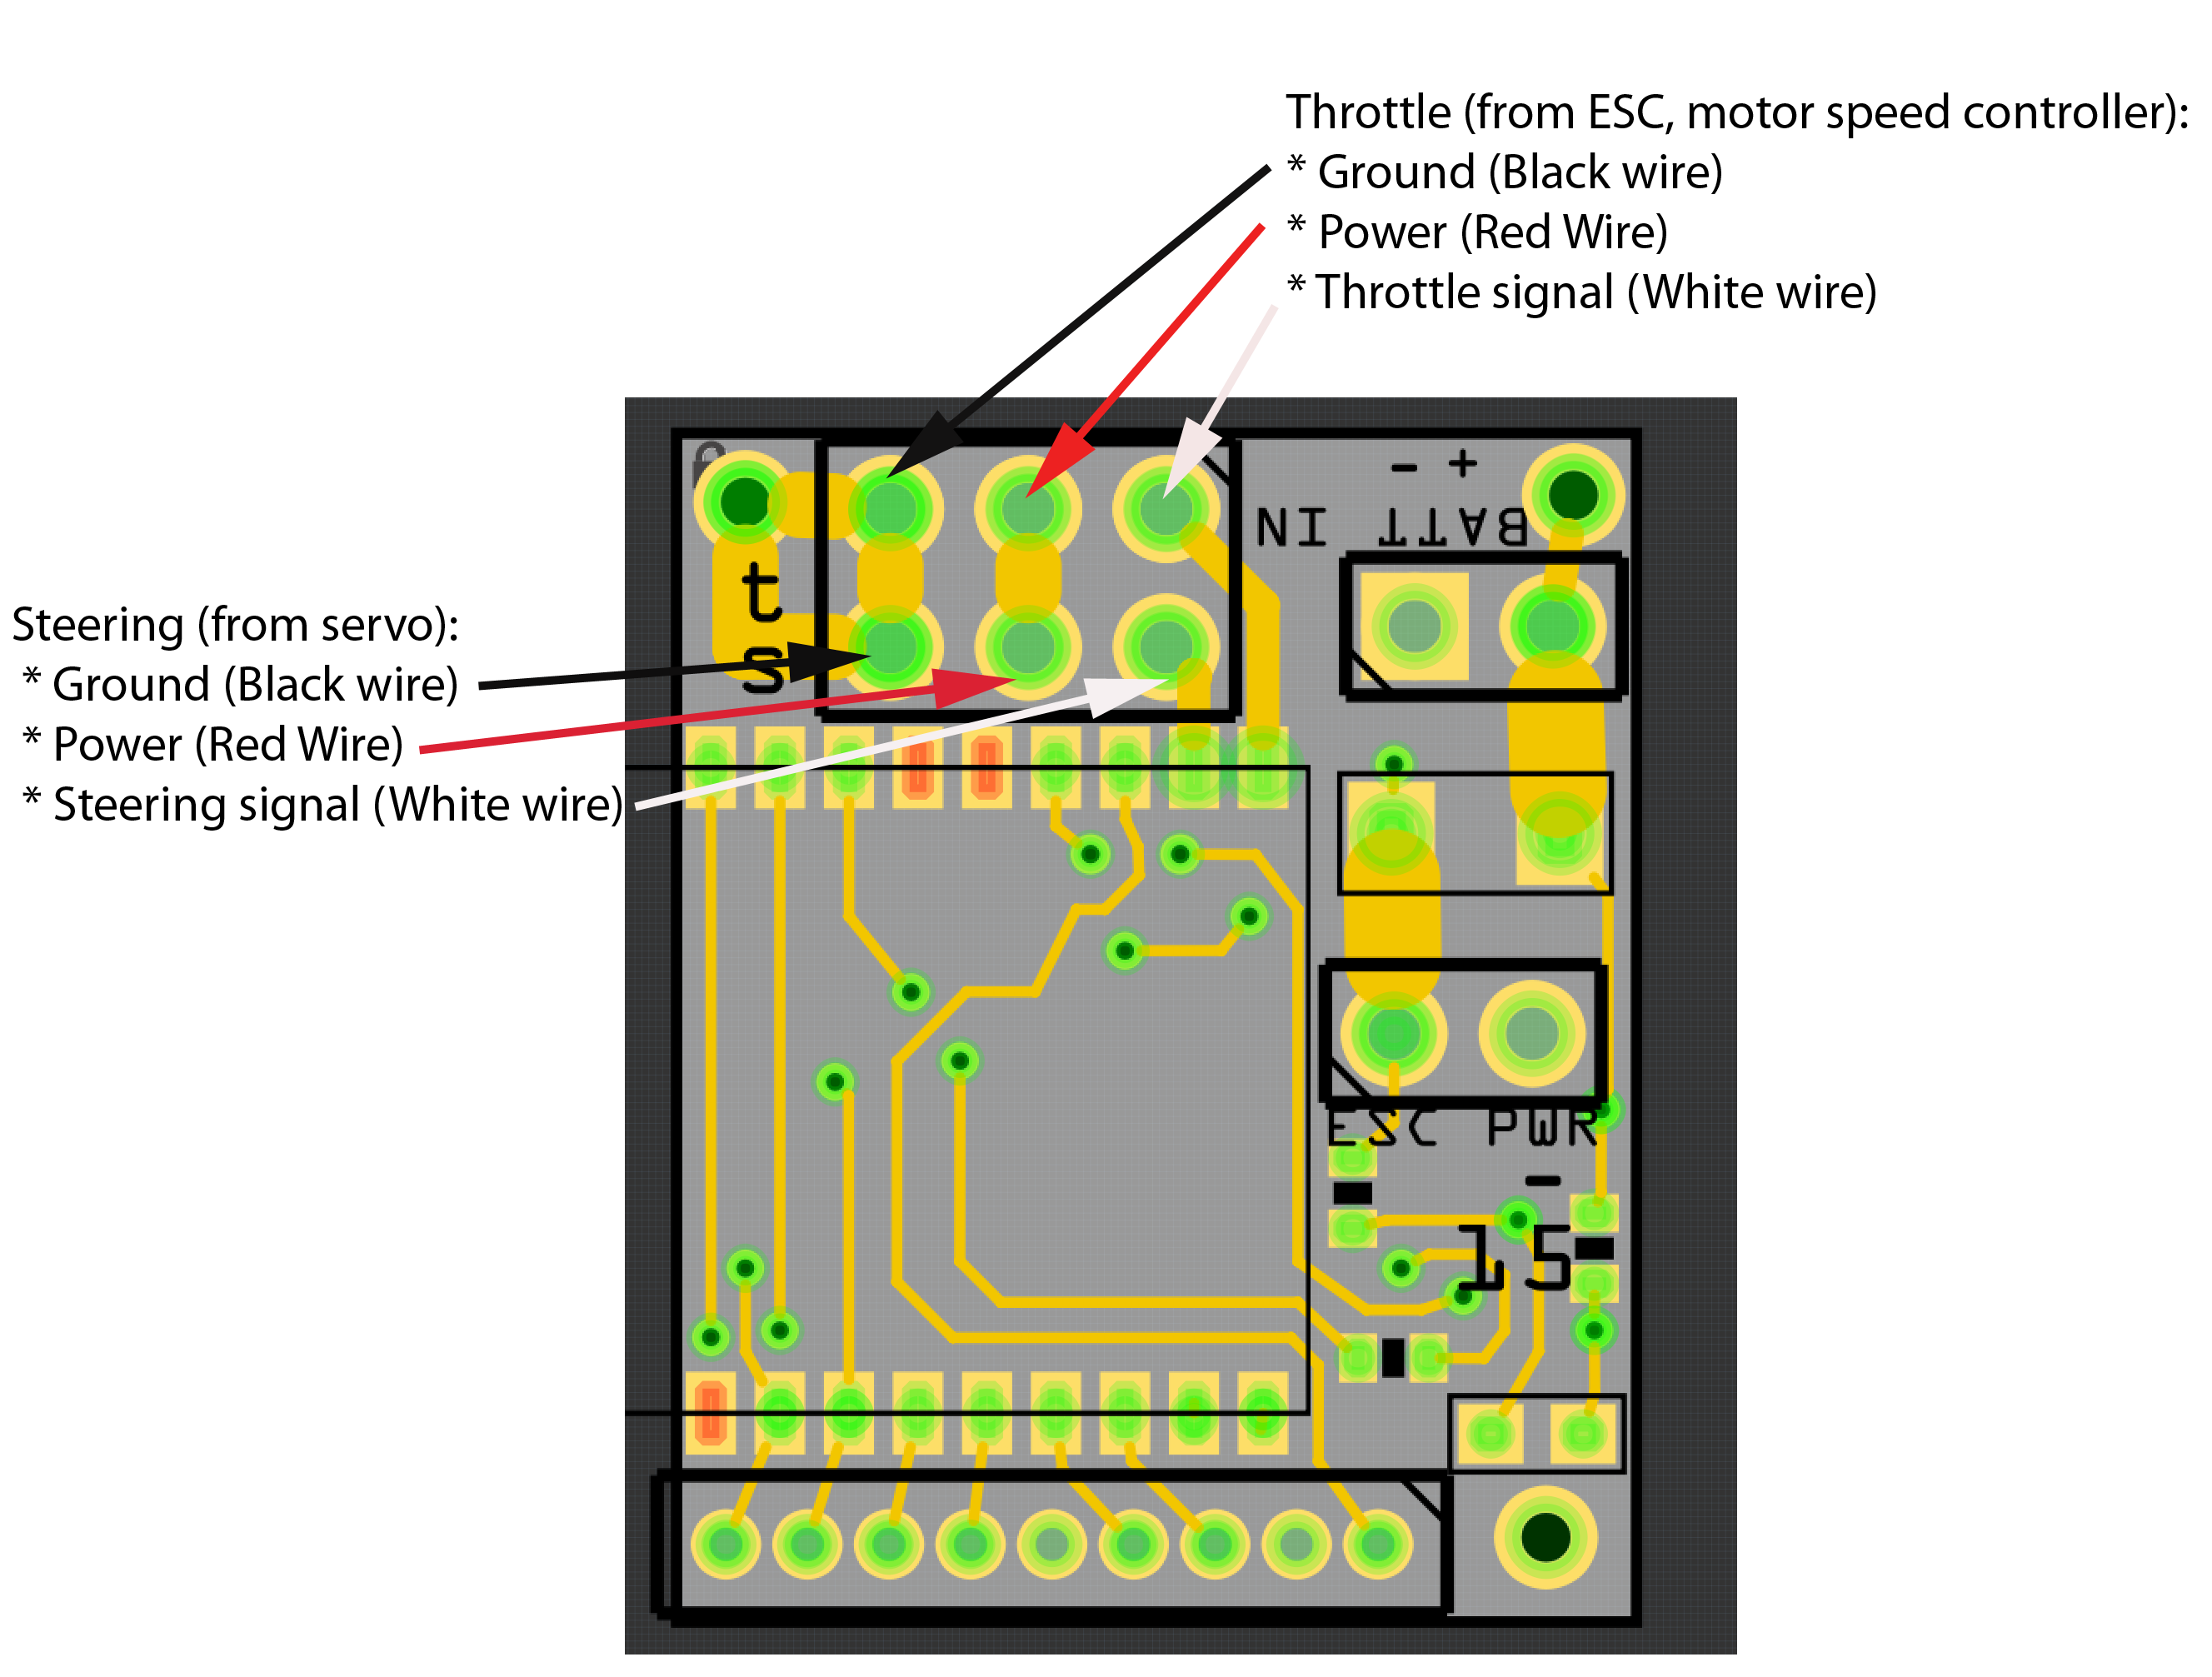 Throttle (from ESC, motor speed controller):
* Ground (Black wire)
* Power (Red Wire)
* Throttle signal (White wire)
- +
BATT IN
t
s
Steering (from servo):
* Ground (Black wire)
* Power (Red Wire)
* Steering signal (White wire)
ESC PWR
-
15